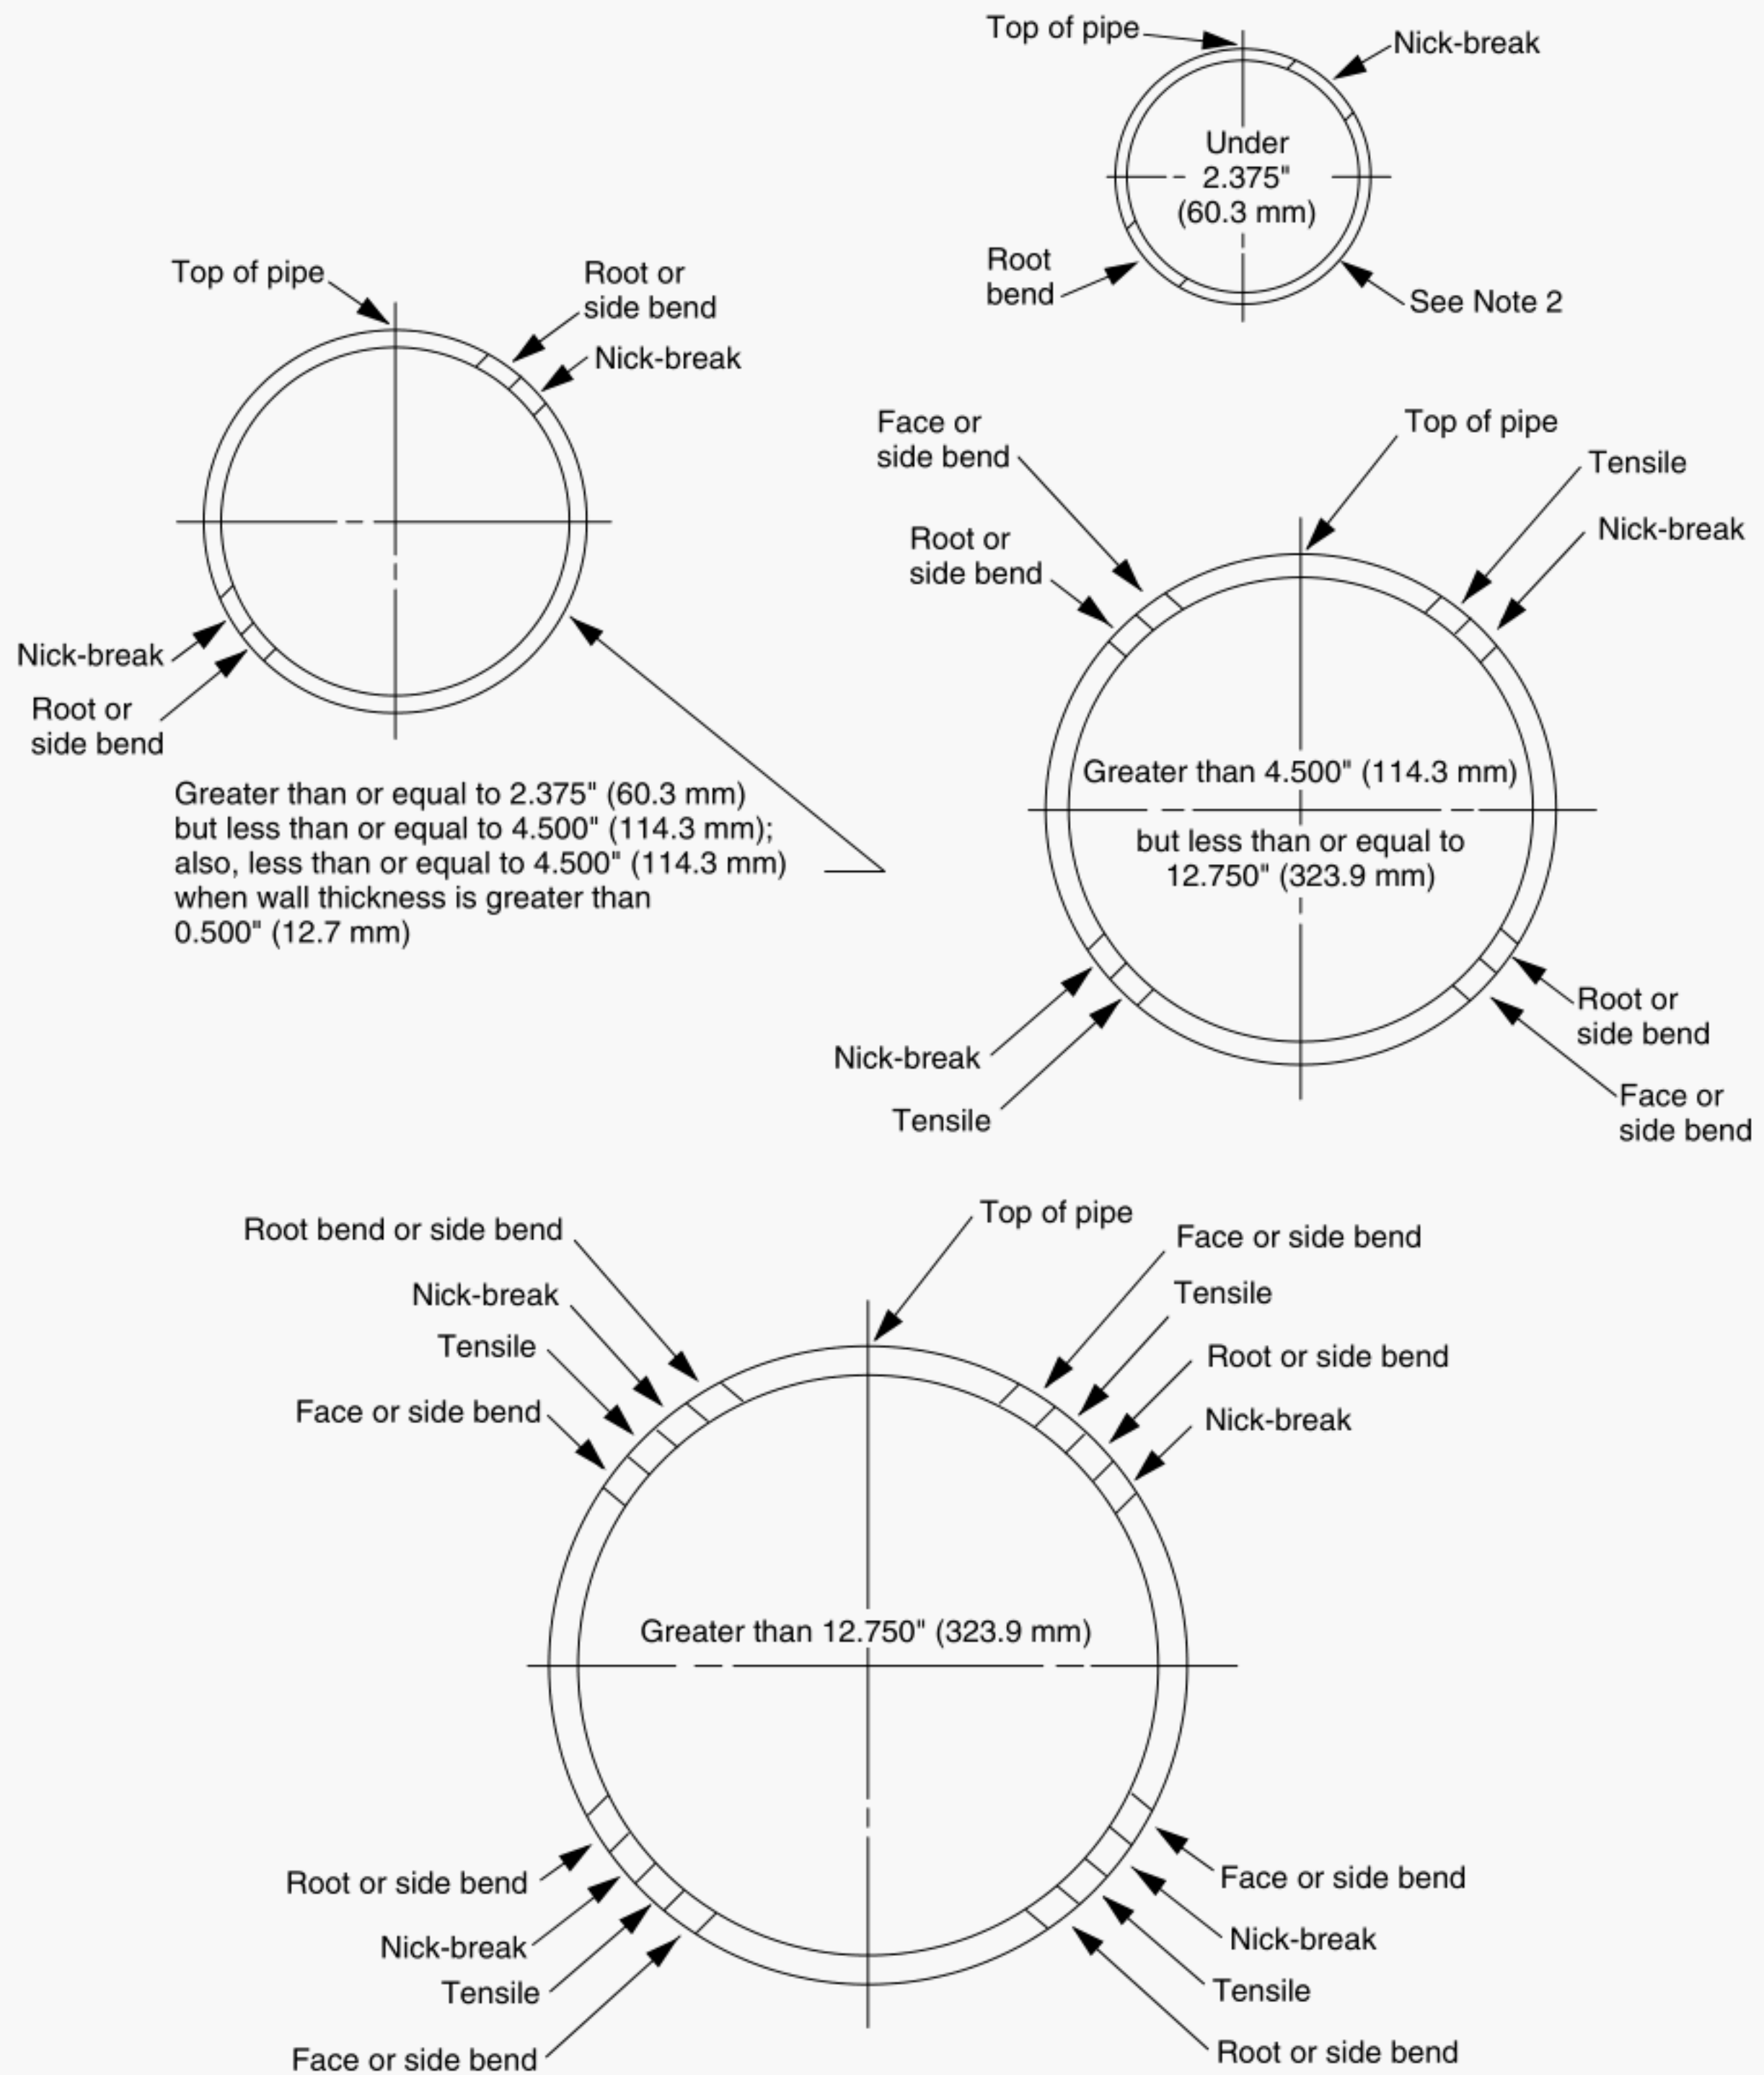 Top of pipe
Nick-break
Under
2.375"
(60.3 mm)
Root
bend
See Note 2
Top of pipe
Root or
side bend
Nick-break
Nick-break
Root or
side bend
Greater than or equal to 2.375" (60.3 mm)
but less than or equal to 4.500" (114.3 mm);
also, less than or equal to 4.500" (114.3 mm)
when wall thickness is greater than
0.500" (12.7 mm)
Face or
side bend
Top of pipe
Tensile
Root or
side bend
Nick-break
Greater than 4.500" (114.3 mm)
but less than or equal to
12.750" (323.9 mm)
Nick-break
Tensile
Root or
side bend
Face or
side bend
Root bend or side bend
Top of pipe
Face or side bend
Nick-break
Tensile
Tensile
Root or side bend
Face or side bend
Nick-break
Greater than 12.750" (323.9 mm)
Root or side bend
Face or side bend
Nick-break
Nick-break
Tensile
Tensile
Face or side bend
Root or side bend